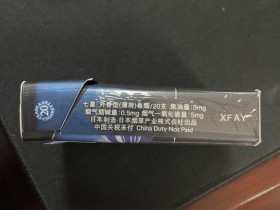 20
七星 外香型(薄荷)卷烟/20支 焦油量:5mg
烟气烟碱量:0.5mg 烟气一氧化碳量:5mg
日本制造·日本烟草产业株式会社出品
中国关税未付 China Duty Not Paid
XFAY